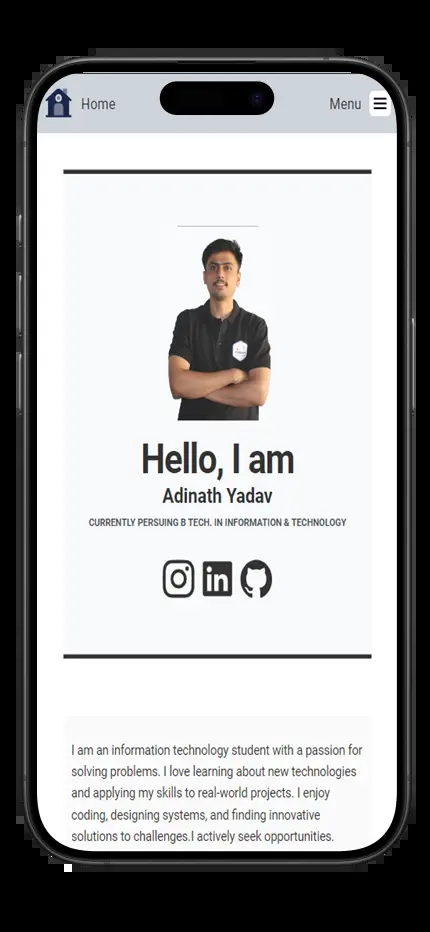 Home
Menu
Hello, I am
Adinath Yadav
CURRENTLY PERSUING B TECH. IN INFORMATION & TECHNOLOGY
in
I am an information technology student with a passion for
solving problems. I love learning about new technologies
and applying my skills to real-world projects. I enjoy
coding, designing systems, and finding innovative
solutions to challenges.I actively seek opportunities.